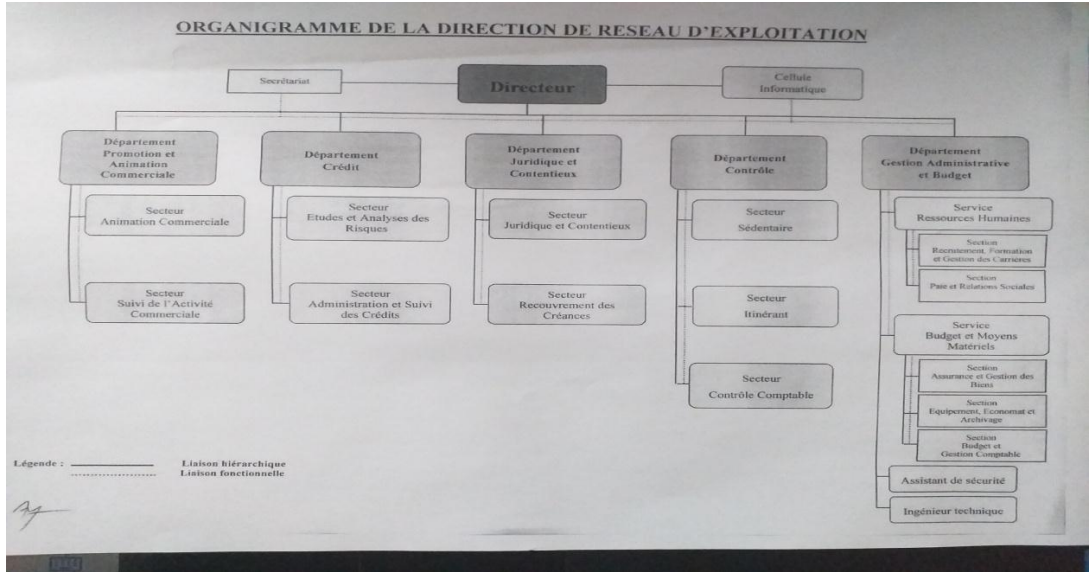 ORGANIGRAMME DE LA DIRECTION DE RESEAU D'EXPLOITATION
Secrétariat
Directeur
Cellule
Informatique
Département
Promotion et
Animation
Commerciale
Département
Crédit
Département
Juridique et
Contentieux
Département
Contrôle
Département
Gestion Administrative
et Budget
Secteur
Animation Commerciale
Secteur
Suivi de l'Activité
Commerciale
Secteur
Etudes et Analyses des
Risques
Secteur
Administration et Suivi
des Crédits
Secteur
Juridique et Contentieux
Secteur
Recouvrement des
Créances
Secteur
Sédentaire
Secteur
Itinérant
Secteur
Contrôle Comptable
Service
Ressources Humaines
Section
Recrutement, Formation
et Gestion des Carrières
Section
Paie et Relations Sociales
Service
Budget et Moyens
Matériels
Section
Assurance et Gestion des
Biens
Section
Equipement, Economat et
Archivage
Section
Budget et
Gestion Comptable
Assistant de sécurité
Ingénieur technique
Légende :
Liaison hiérarchique
Liaison fonctionnelle